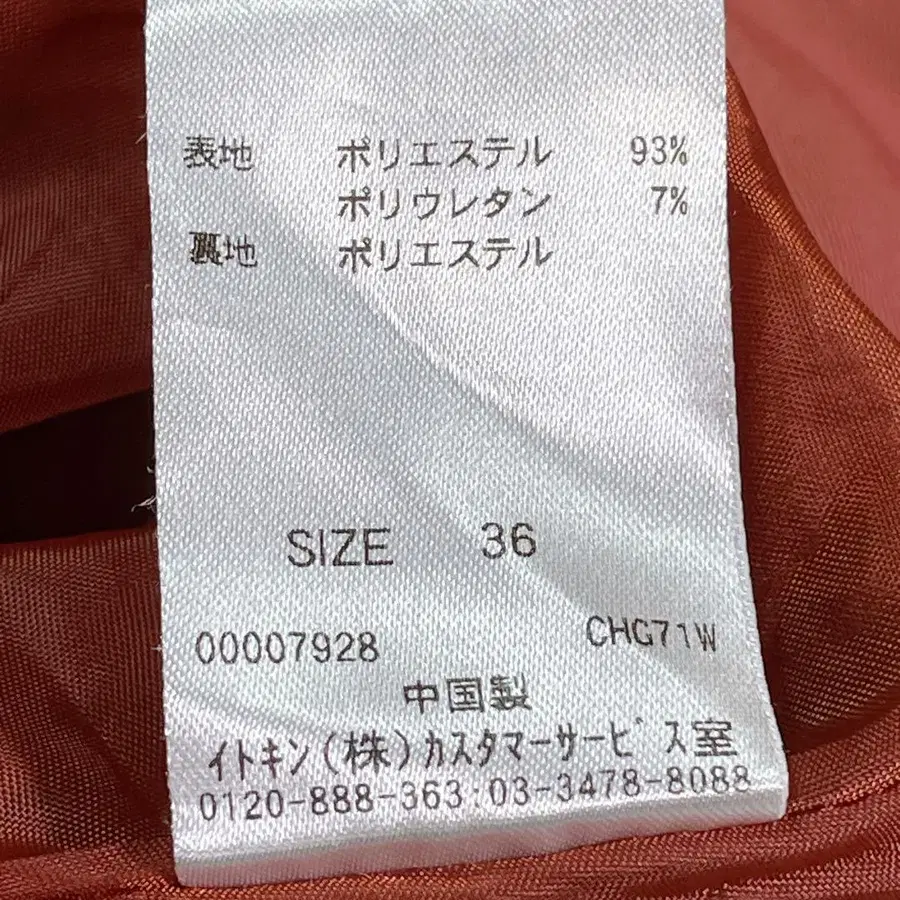 表地 ポリエステル 93%
ポリウレタン 7%
裏地 ポリエステル
SIZE 36
00007928 CHG71W
中国製
イトキン(株)カスタマーサービス室
0120-888-363:03-3478-8088